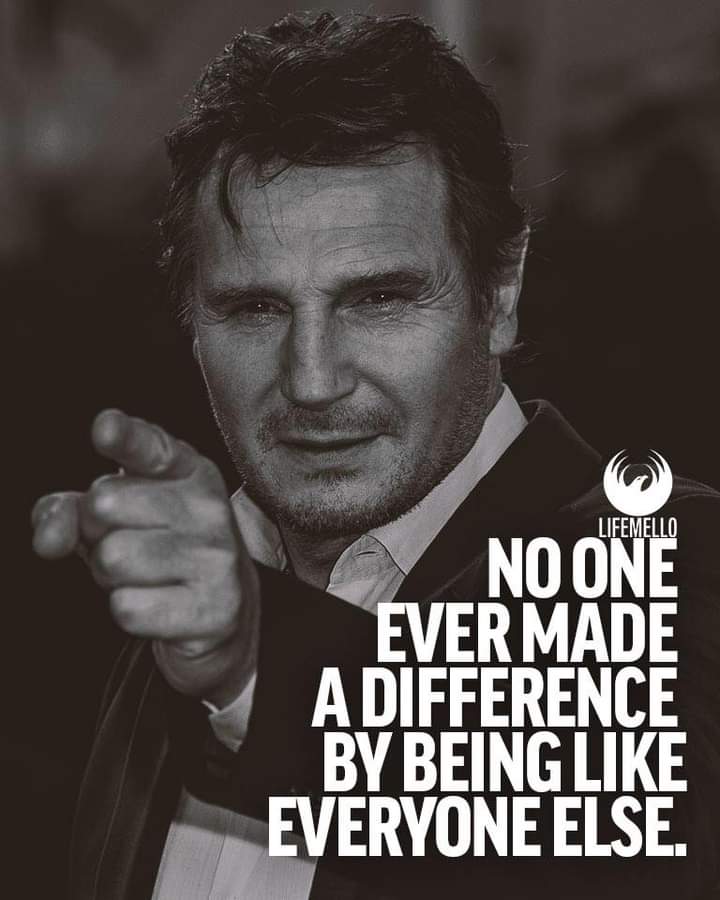 LIFEMELLO
NO ONE
EVER MADE
A DIFFERENCE
BY BEING LIKE
EVERYONE ELSE.